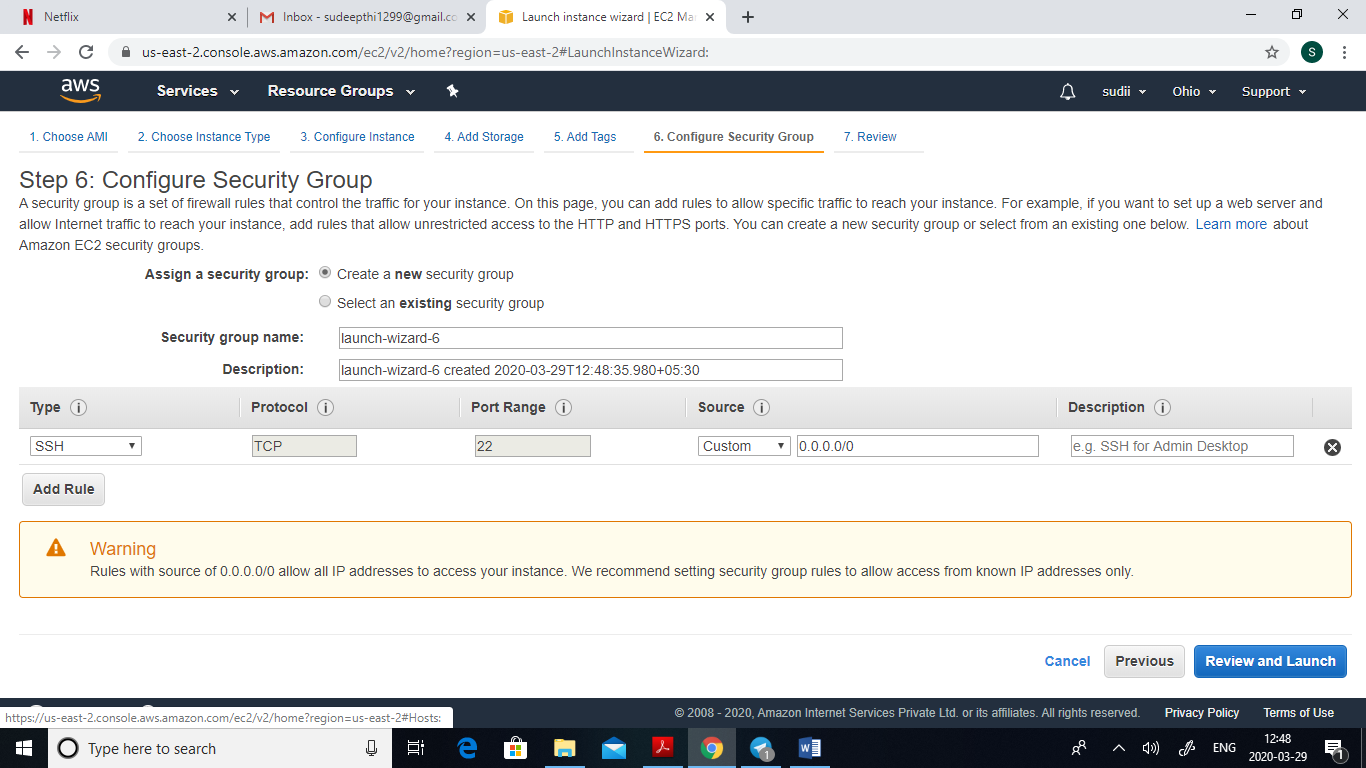 Netflix
Inbox - sudeepthi1299@gmail.co
Launch instance wizard | EC2 Ma
us-east-2.console.aws.amazon.com/ec2/v2/home?region=us-east-2#LaunchInstanceWizard:
S
aws
Services
Resource Groups
sudii
Ohio
Support
1. Choose AMI
2. Choose Instance Type
3. Configure Instance
4. Add Storage
5. Add Tags
6. Configure Security Group
7. Review
Step 6: Configure Security Group
A security group is a set of firewall rules that control the traffic for your instance. On this page, you can add rules to allow specific traffic to reach your instance. For example, if you want to set up a web server and
allow Internet traffic to reach your instance, add rules that allow unrestricted access to the HTTP and HTTPS ports. You can create a new security group or select from an existing one below. Learn more about
Amazon EC2 security groups.
Assign a security group: Create a new security group
Select an existing security group
Security group name: launch-wizard-6
Description: launch-wizard-6 created 2020-03-29T12:48:35.980+05:30
Type i Protocol i Port Range i Source i Description i
SSH TCP 22 Custom 0.0.0.0/0 e.g. SSH for Admin Desktop
Add Rule
Warning
Rules with source of 0.0.0.0/0 allow all IP addresses to access your instance. We recommend setting security group rules to allow access from known IP addresses only.
Cancel Previous Review and Launch
https://us-east-2.console.aws.amazon.com/ec2/v2/home?region=us-east-2#Hosts:
© 2008 - 2020, Amazon Internet Services Private Ltd. or its affiliates. All rights reserved. Privacy Policy Terms of Use
Type here to search
1
ENG
12:48
2020-03-29
1